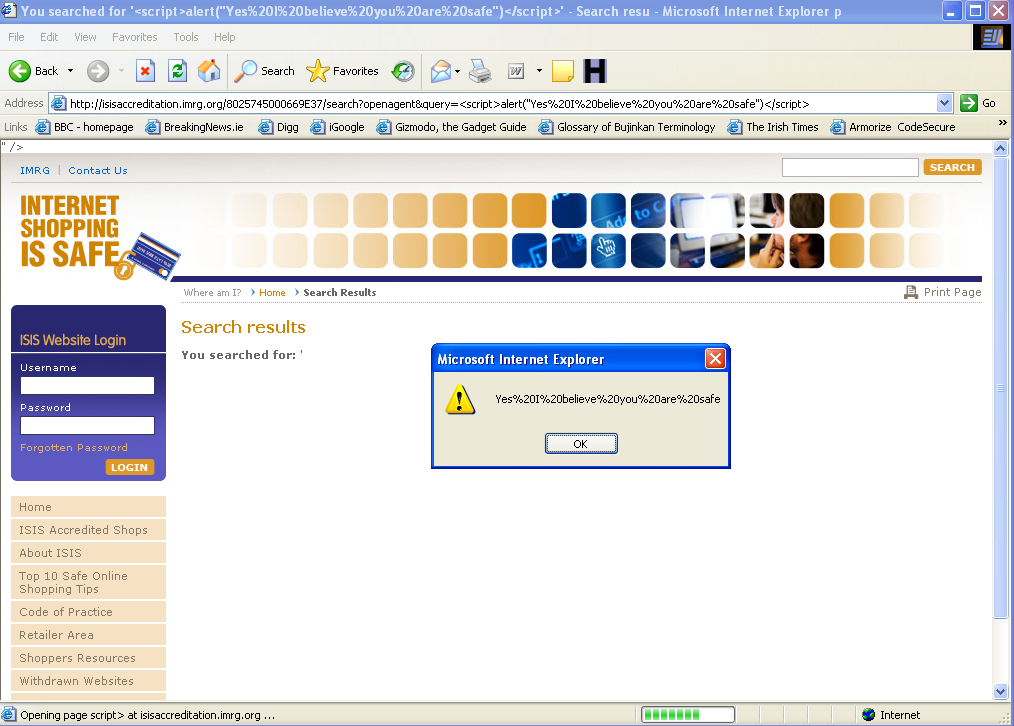 You searched for '<script>alert("Yes%20I%20believe%20you%20are%20safe")</script>' - Search resu - Microsoft Internet Explorer p
File Edit View Favorites Tools Help
Back Search Favorites W H
Address http://isisaccreditation.imrg.org/8025745000669E37/search?openagent&query=<script>alert("Yes%20I%20believe%20you%20are%20safe")</script> Go
Links BBC - homepage BreakingNews.ie Digg iGoogle Gizmodo, the Gadget Guide Glossary of Bujinkan Terminology The Irish Times Armorize CodeSecure »
" />
IMRG | Contact Us SEARCH
INTERNET
SHOPPING
IS SAFE
Add to C
Where am I? Home Search Results Print Page
ISIS Website Login
Username
Password
Forgotten Password
LOGIN
Search results
You searched for: '
Microsoft Internet Explorer
Yes%20I%20believe%20you%20are%20safe
OK
Home
ISIS Accredited Shops
About ISIS
Top 10 Safe Online
Shopping Tips
Code of Practice
Retailer Area
Shoppers Resources
Withdrawn Websites
Opening page script> at isisaccreditation.imrg.org ... Internet